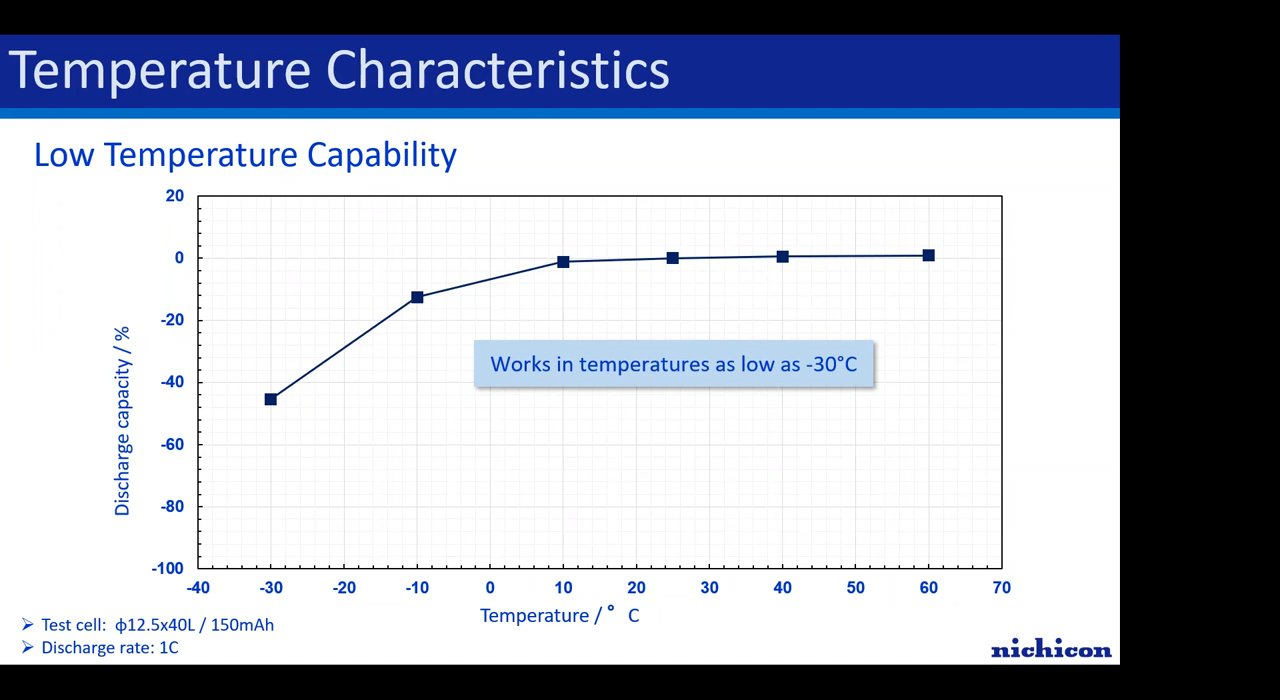 Temperature Characteristics
Low Temperature Capability
20
0
-20
-40
-60
-80
-100
Discharge capacity / %
Works in temperatures as low as -30°C
-40 -30 -20 -10 0 10 20 30 40 50 60 70
Temperature / ° C
➢ Test cell: ϕ12.5x40L / 150mAh
➢ Discharge rate: 1C
nichicon